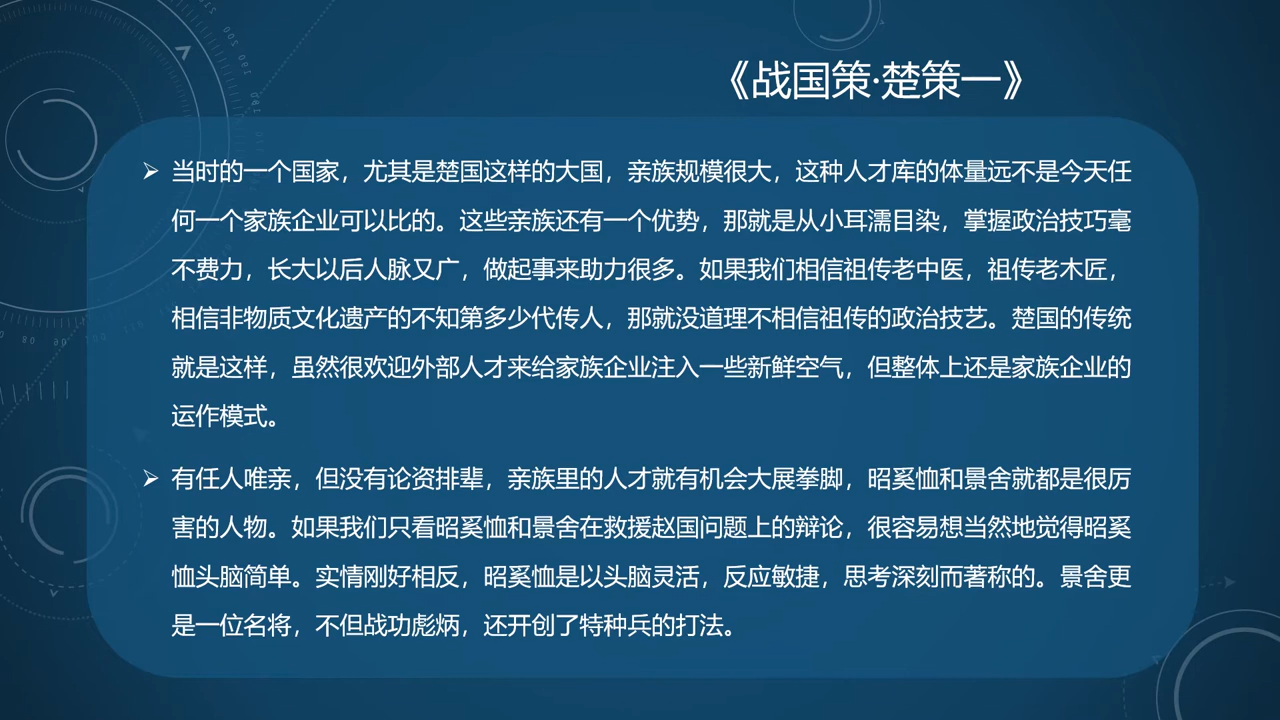 《战国策·楚策一》
当时的一个国家，尤其是楚国这样的大国，亲族规模很大，这种人才库的体量远不是今天任
何一个家族企业可以比的。这些亲族还有一个优势，那就是从小耳濡目染，掌握政治技巧毫
不费力，长大以后人脉又广，做起事来助力很多。如果我们相信祖传老中医，祖传老木匠，
相信非物质文化遗产的不知第多少代传人，那就没道理不相信祖传的政治技艺。楚国的传统
就是这样，虽然很欢迎外部人才来给家族企业注入一些新鲜空气，但整体上还是家族企业的
运作模式。
有任人唯亲，但没有论资排辈，亲族里的人才就有机会大展拳脚，昭奚恤和景舍就都是很厉
害的人物。如果我们只看昭奚恤和景舍在救援赵国问题上的辩论，很容易想当然地觉得昭奚
恤头脑简单。实情刚好相反，昭奚恤是以头脑灵活，反应敏捷，思考深刻而著称的。景舍更
是一位名将，不但战功彪炳，还开创了特种兵的打法。